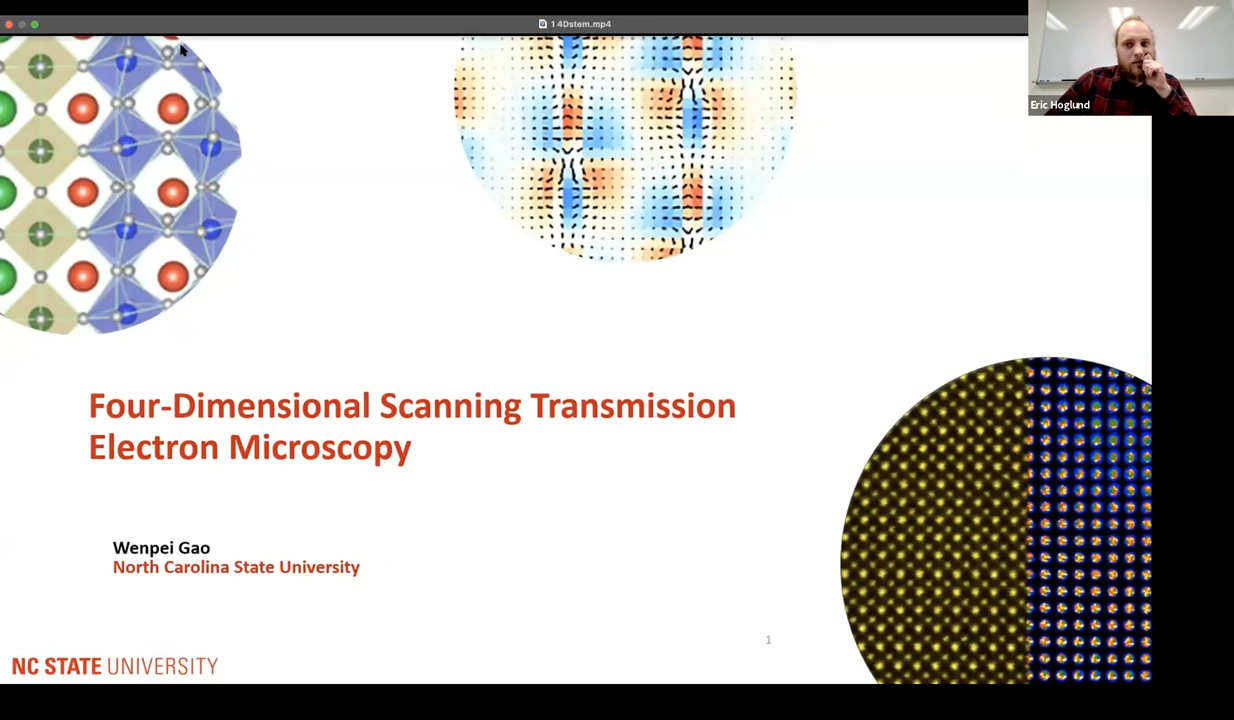 1 4Dstem.mp4
Eric Hoglund
Four-Dimensional Scanning Transmission
Electron Microscopy
Wenpei Gao
North Carolina State University
1
NC STATE UNIVERSITY